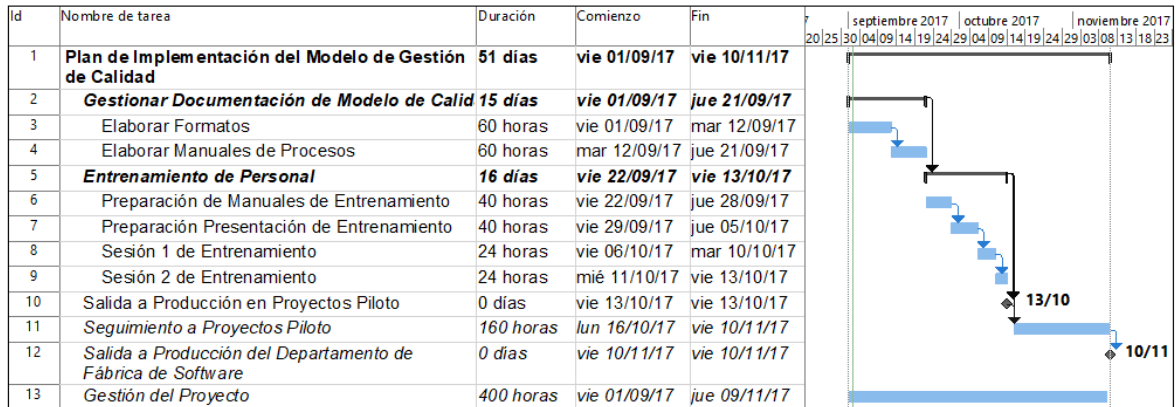 Id Nombre de tarea Duración Comienzo Fin septiembre 2017 octubre 2017 noviembre 2017
20 25 30 04 09 14 19 24 29 04 09 14 19 24 29 03 08 13 18 23
1 Plan de Implementación del Modelo de Gestión 51 días vie 01/09/17 vie 10/11/17
de Calidad
2 Gestionar Documentación de Modelo de Calid 15 días vie 01/09/17 jue 21/09/17
3 Elaborar Formatos 60 horas vie 01/09/17 mar 12/09/17
4 Elaborar Manuales de Procesos 60 horas mar 12/09/17 jue 21/09/17
5 Entrenamiento de Personal 16 días vie 22/09/17 vie 13/10/17
6 Preparación de Manuales de Entrenamiento 40 horas vie 22/09/17 jue 28/09/17
7 Preparación Presentación de Entrenamiento 40 horas vie 29/09/17 jue 05/10/17
8 Sesión 1 de Entrenamiento 24 horas vie 06/10/17 mar 10/10/17
9 Sesión 2 de Entrenamiento 24 horas mié 11/10/17 vie 13/10/17
10 Salida a Producción en Proyectos Piloto 0 días vie 13/10/17 vie 13/10/17 13/10
11 Seguimiento a Proyectos Piloto 160 horas lun 16/10/17 vie 10/11/17
12 Salida a Producción del Departamento de 0 días vie 10/11/17 vie 10/11/17 10/11
Fábrica de Software
13 Gestión del Proyecto 400 horas vie 01/09/17 jue 09/11/17